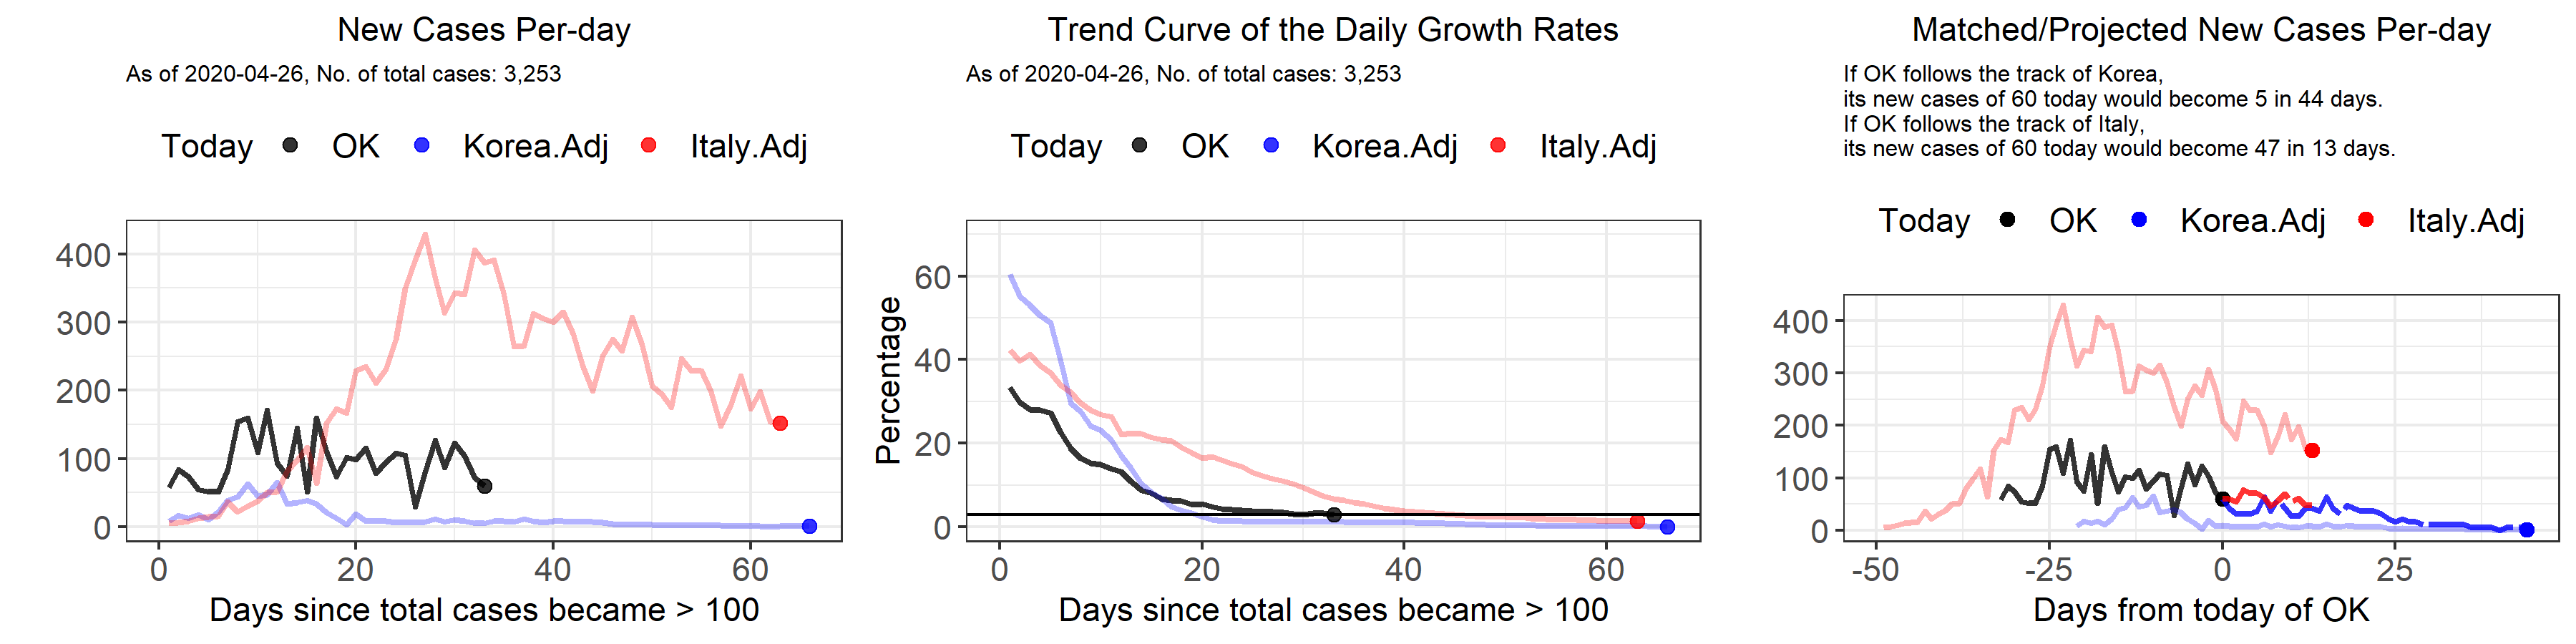 New Cases Per-day
As of 2020-04-26, No. of total cases: 3,253
Today OK Korea.Adj Italy.Adj
400
300
200
100
0
0 20 40 60
Days since total cases became > 100
Trend Curve of the Daily Growth Rates
As of 2020-04-26, No. of total cases: 3,253
Today OK Korea.Adj Italy.Adj
Percentage
60
40
20
0
0 20 40 60
Days since total cases became > 100
Matched/Projected New Cases Per-day
If OK follows the track of Korea,
its new cases of 60 today would become 5 in 44 days.
If OK follows the track of Italy,
its new cases of 60 today would become 47 in 13 days.
Today OK Korea.Adj Italy.Adj
400
300
200
100
0
-50 -25 0 25
Days from today of OK